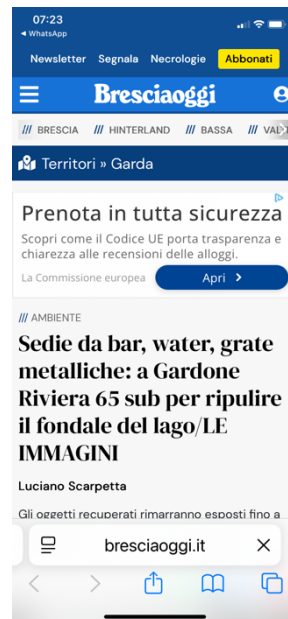 07:23
◀ WhatsApp
Newsletter Segnala Necrologie Abbonati
Bresciaoggi
/// BRESCIA /// HINTERLAND /// BASSA /// VAL
Territori » Garda
Prenota in tutta sicurezza
Scopri come il Codice UE porta trasparenza e
chiarezza alle recensioni delle alloggi.
La Commissione europea Apri >
/// AMBIENTE
Sedie da bar, water, grate
metalliche: a Gardone
Riviera 65 sub per ripulire
il fondale del lago/LE
IMMAGINI
Luciano Scarpetta
Gli oggetti recuperati rimarranno esposti fino a
bresciaoggi.it